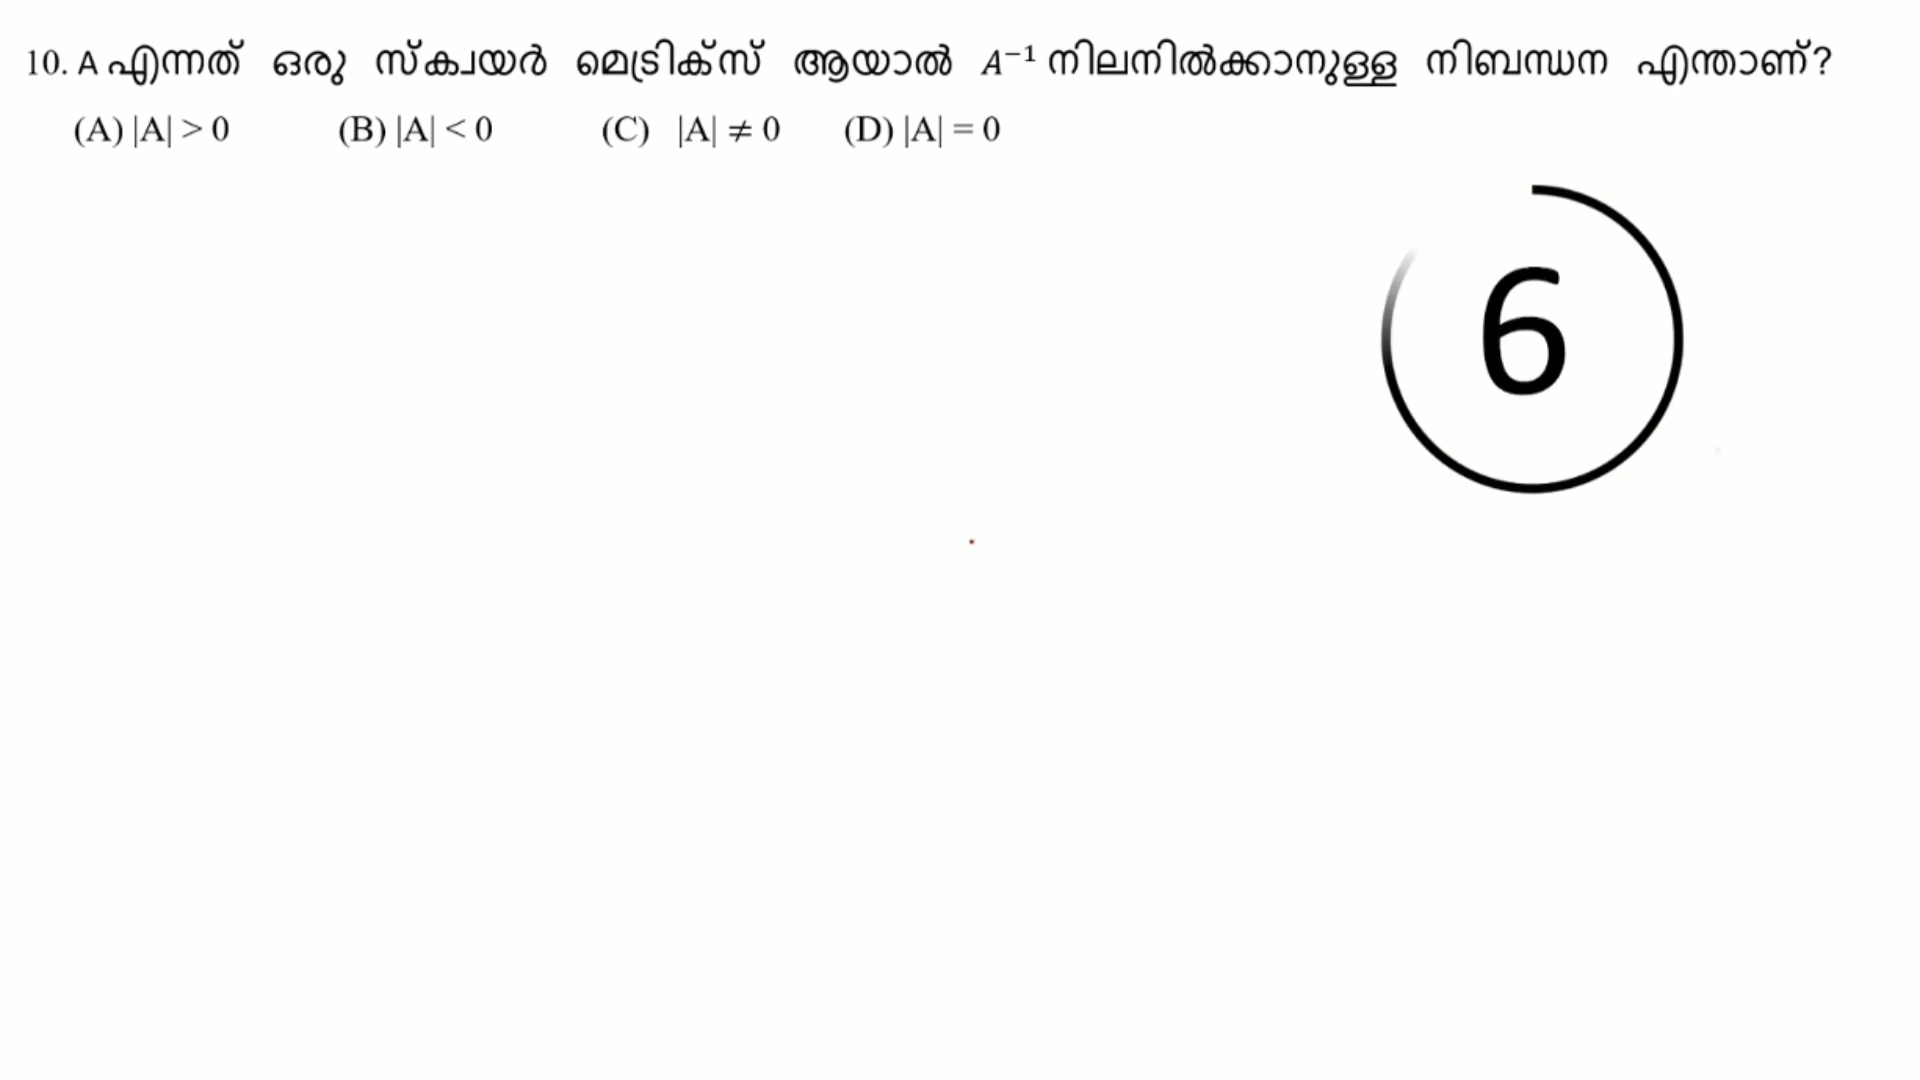 10. A എന്നത് ഒരു സ്ക്വയർ മെട്രിക്സ് ആയാൽ A⁻¹ നിലനിൽക്കാനുള്ള നിബന്ധന എന്താണ്?
(A) |A| > 0 (B) |A| < 0 (C) |A| ≠ 0 (D) |A| = 0
6